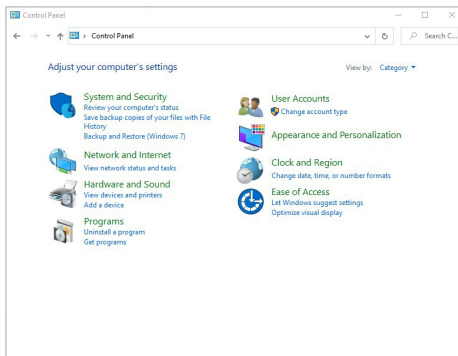 Control Panel
Control Panel
Search C...
Adjust your computer's settings
View by: Category
System and Security
Review your computer's status
Save backup copies of your files with File
History
Backup and Restore (Windows 7)
Network and Internet
View network status and tasks
Hardware and Sound
View devices and printers
Add a device
Programs
Uninstall a program
Get programs
User Accounts
Change account type
Appearance and Personalization
Clock and Region
Change date, time, or number formats
Ease of Access
Let Windows suggest settings
Optimize visual display